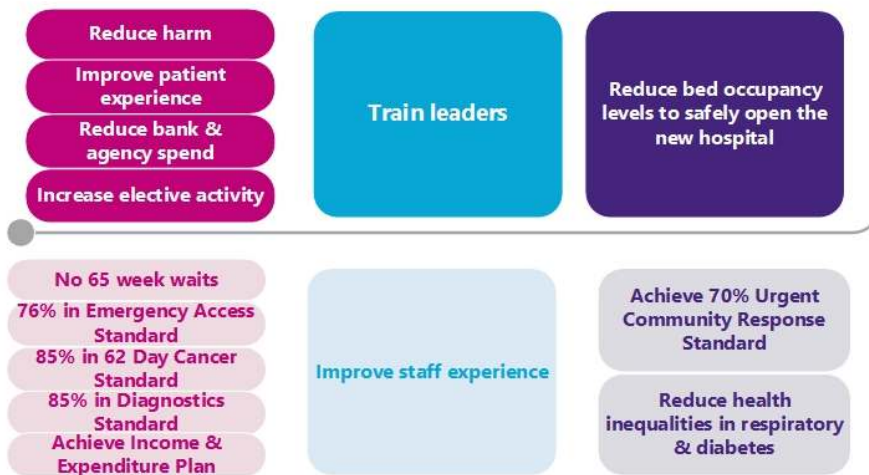 Reduce harm
Improve patient
experience
Reduce bank &
agency spend
Increase elective activity
Train leaders
Reduce bed occupancy
levels to safely open the
new hospital
No 65 week waits
76% in Emergency Access
Standard
85% in 62 Day Cancer
Standard
85% in Diagnostics
Standard
Achieve Income &
Expenditure Plan
Improve staff experience
Achieve 70% Urgent
Community Response
Standard
Reduce health
inequalities in respiratory
& diabetes